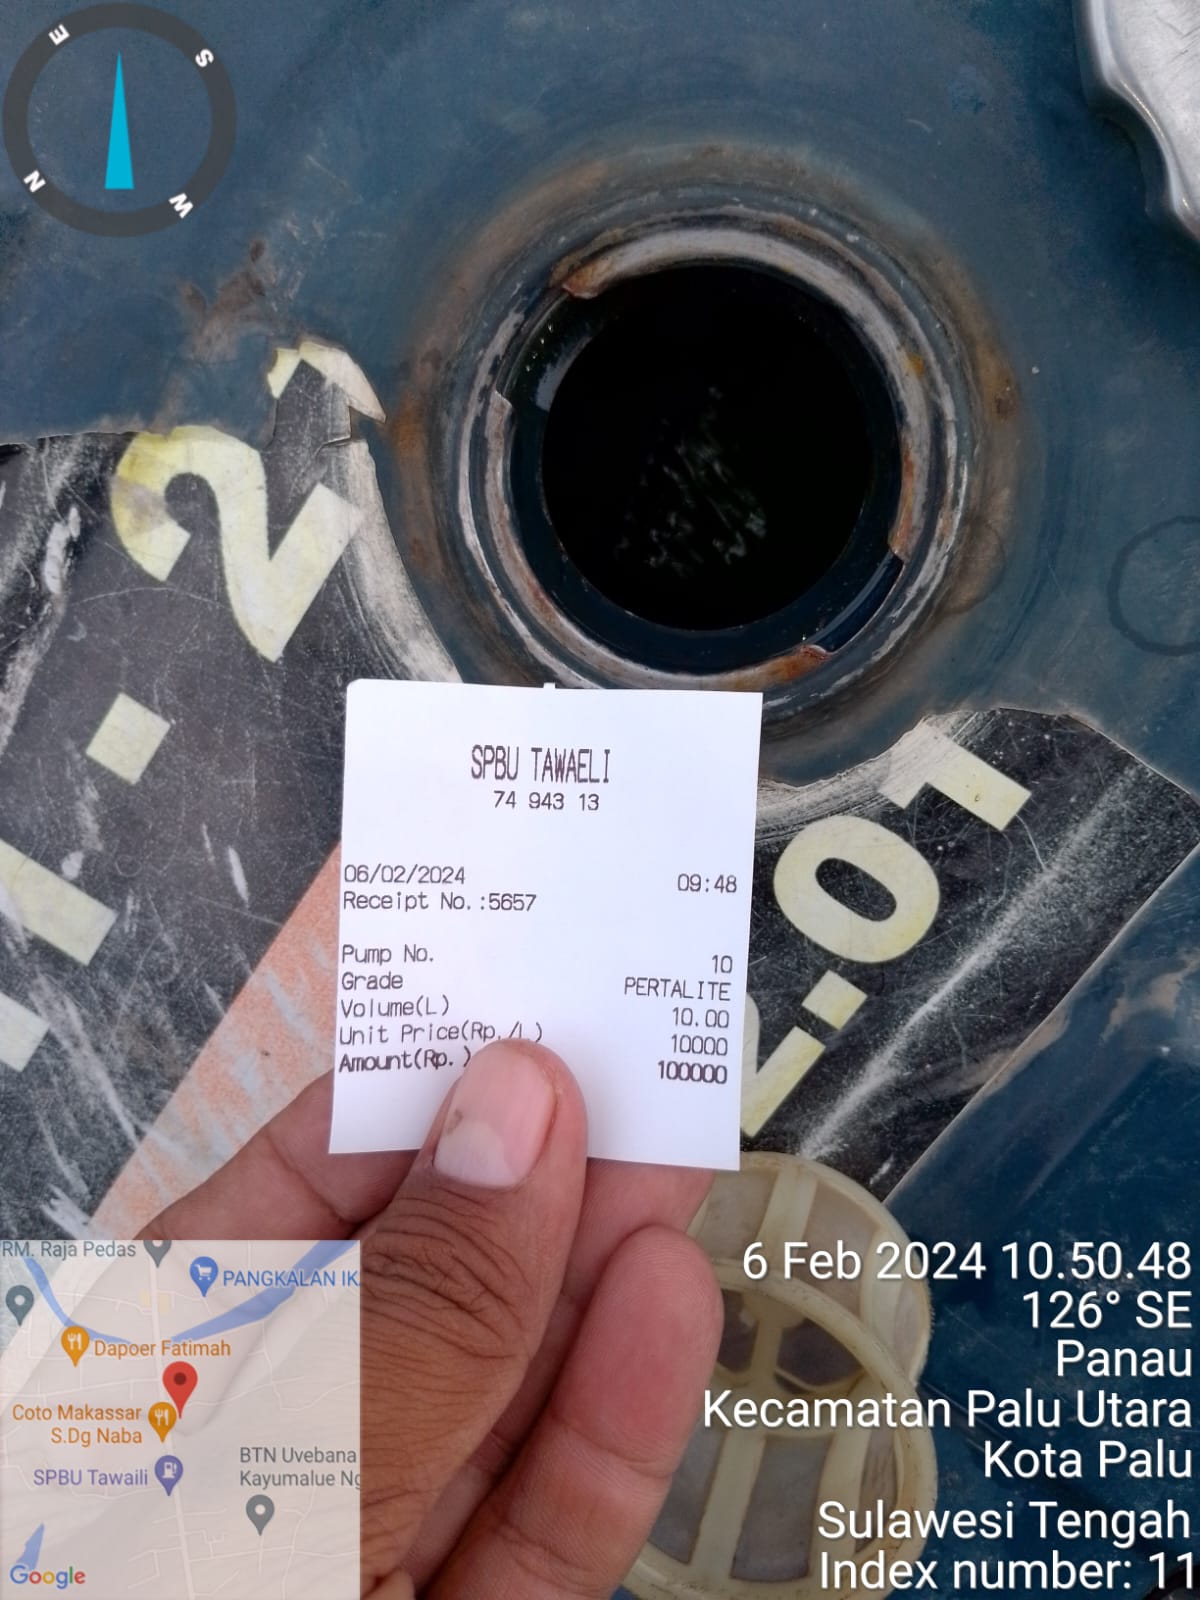 E
S
N
W
SPBU TAWAELI
74 943 13
06/02/2024 09:48
Receipt No.:5657
Pump No. 10
Grade PERTALITE
Volume(L) 10.00
Unit Price(Rp./L) 10000
Amount(Rp.) 100000
RM. Raja Pedas
PANGKALAN IK
Dapoer Fatimah
Coto Makassar
S.Dg Naba
SPBU Tawaili
BTN Uvebana
Kayumalue Ng
Google
6 Feb 2024 10.50.48
126° SE
Panau
Kecamatan Palu Utara
Kota Palu
Sulawesi Tengah
Index number: 11